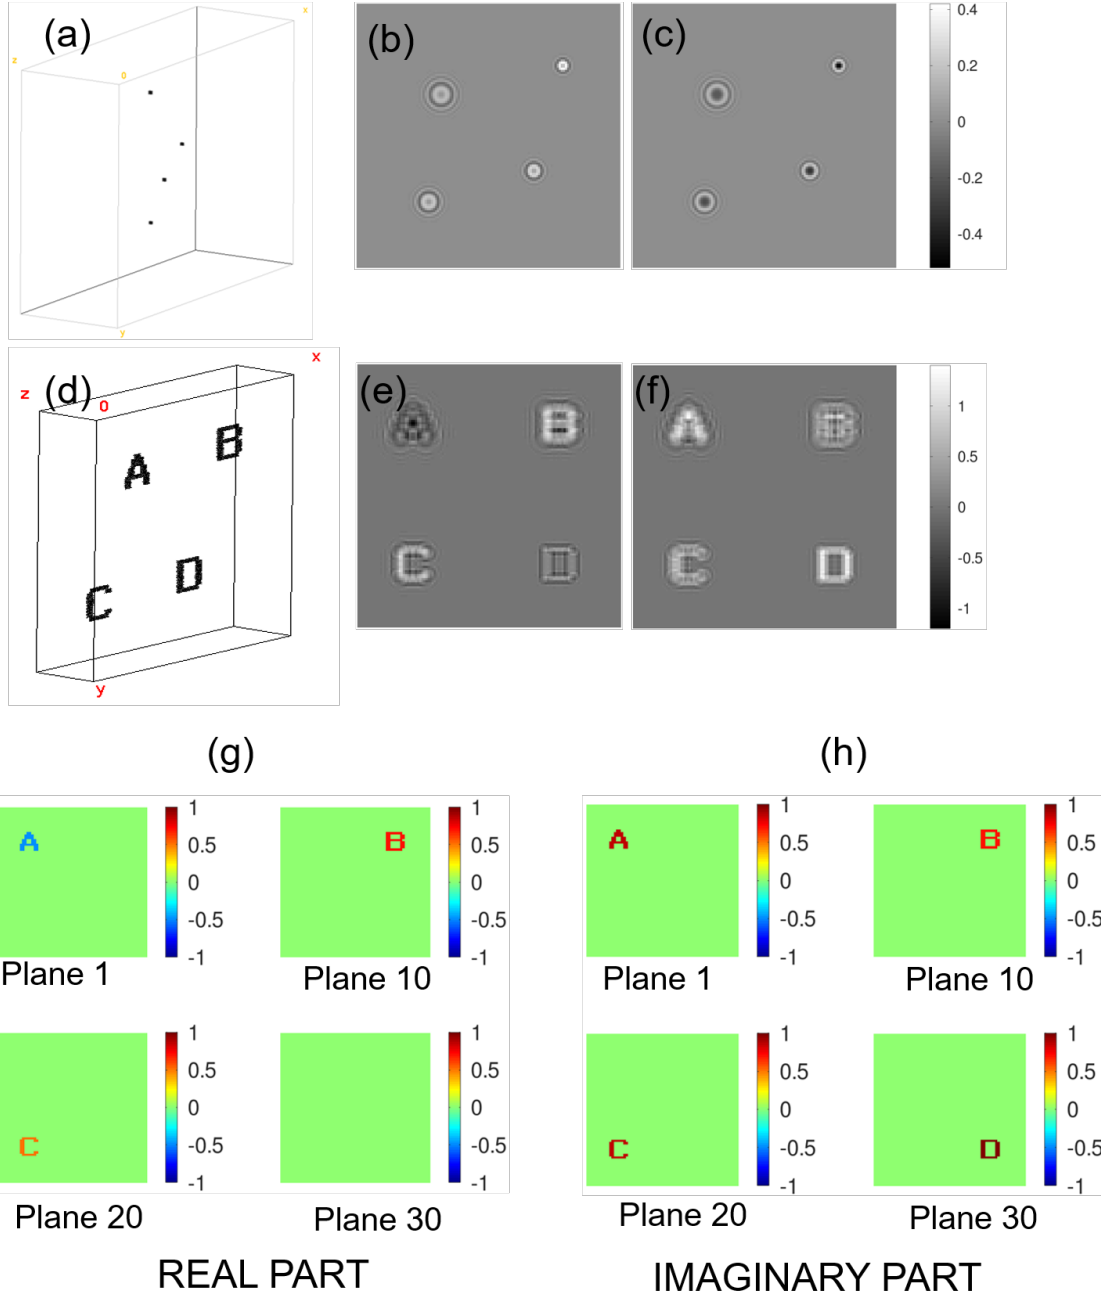 (a)
x
z
0
y
(b)
(c)
0.4
0.2
0
-0.2
-0.4
(d)
x
z
0
B
A
D
C
y
(e)
A
B
C
D
(f)
A
B
C
D
1
0.5
0
-0.5
-1
(g)
A
1
0.5
0
-0.5
-1
Plane 1
B
1
0.5
0
-0.5
-1
Plane 10
C
1
0.5
0
-0.5
-1
Plane 20
1
0.5
0
-0.5
-1
Plane 30
REAL PART
(h)
A
1
0.5
0
-0.5
-1
Plane 1
B
1
0.5
0
-0.5
-1
Plane 10
C
1
0.5
0
-0.5
-1
Plane 20
D
1
0.5
0
-0.5
-1
Plane 30
IMAGINARY PART